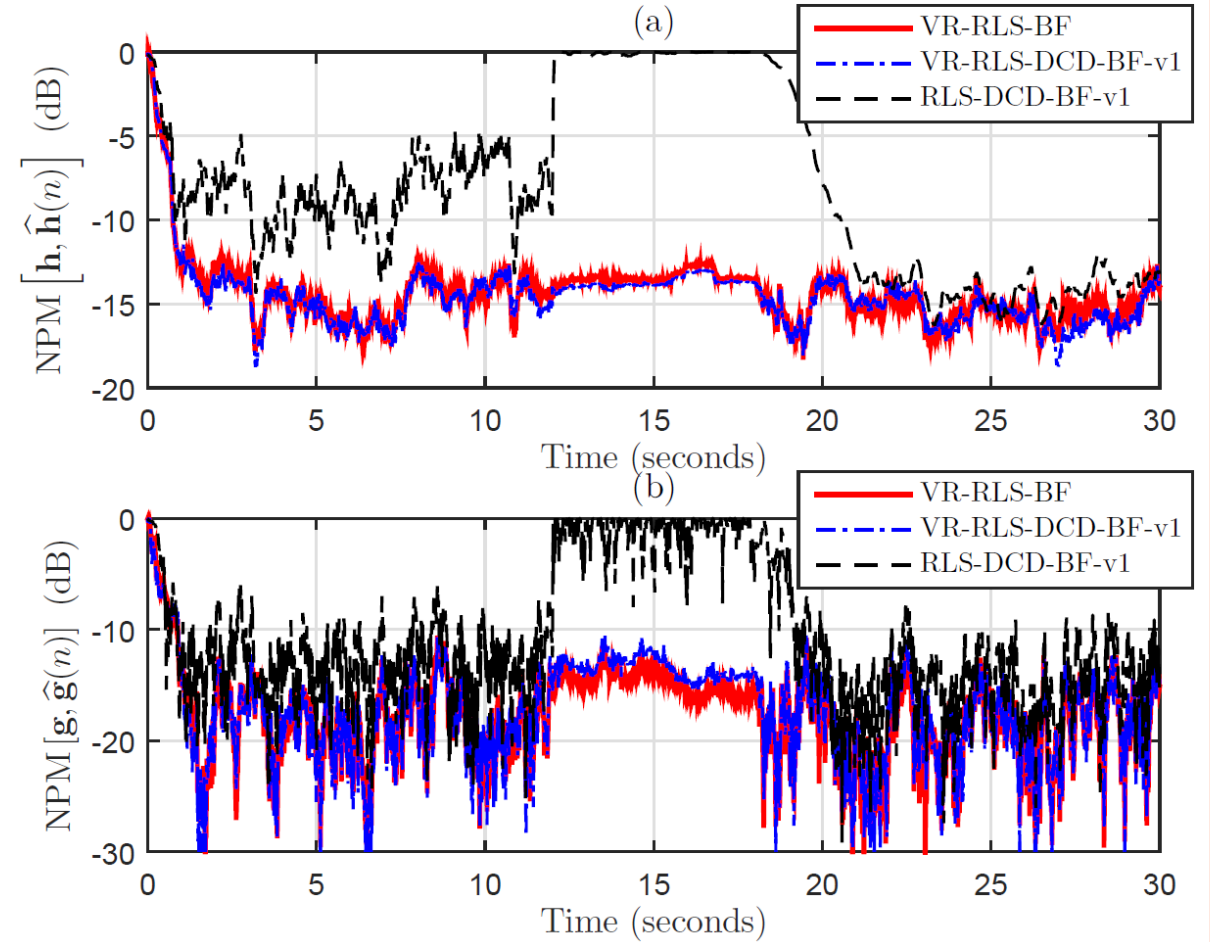 (a)
VR-RLS-BF
VR-RLS-DCD-BF-v1
RLS-DCD-BF-v1
NPM [h, ĥ(n)] (dB)
0
-5
-10
-15
-20
0 5 10 15 20 25 30
Time (seconds)
(b)
VR-RLS-BF
VR-RLS-DCD-BF-v1
RLS-DCD-BF-v1
NPM[g, ĝ(n)] (dB)
0
-10
-20
-30
0 5 10 15 20 25 30
Time (seconds)